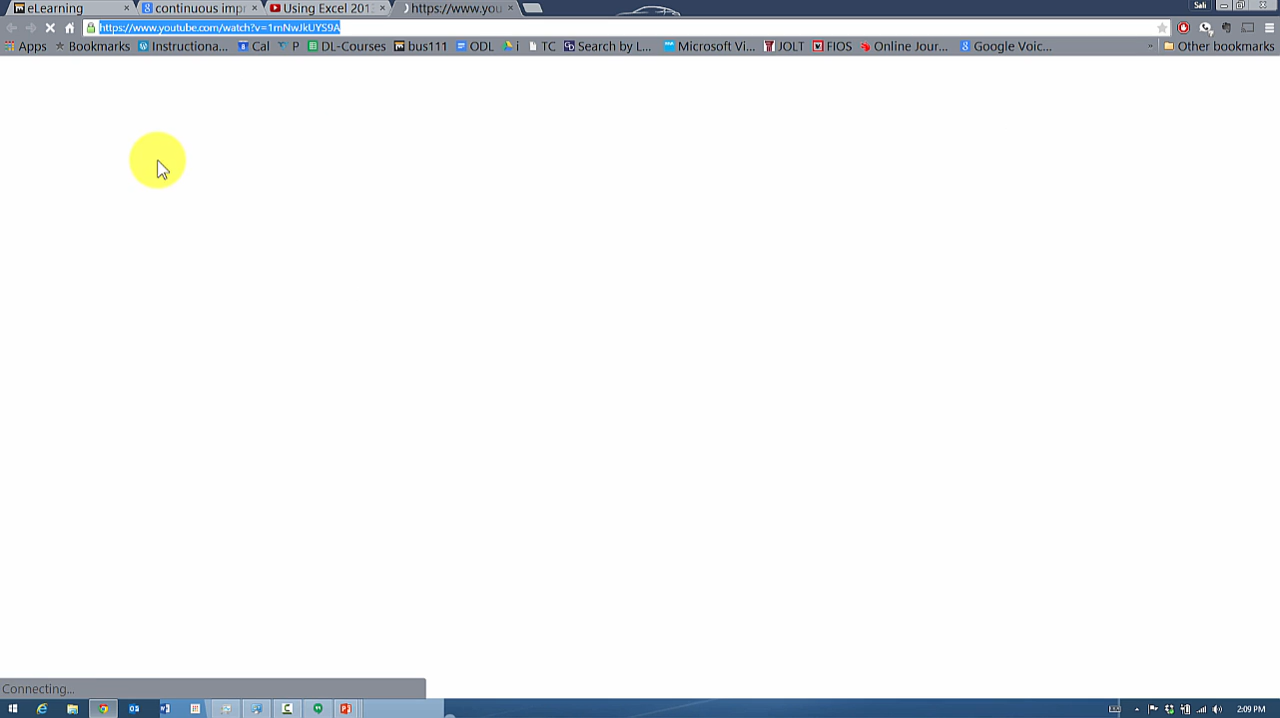 eLearning continuous impr Using Excel 201 https://www.you Sali
https://www.youtube.com/watch?v=1mNwJkUYS9A
Apps Bookmarks Instructiona... Cal P DL-Courses bus111 ODL i TC Search by L... Microsoft Vi... JOLT FIOS Online Jour... Google Voic... » Other bookmarks
Connecting...
2:09 PM